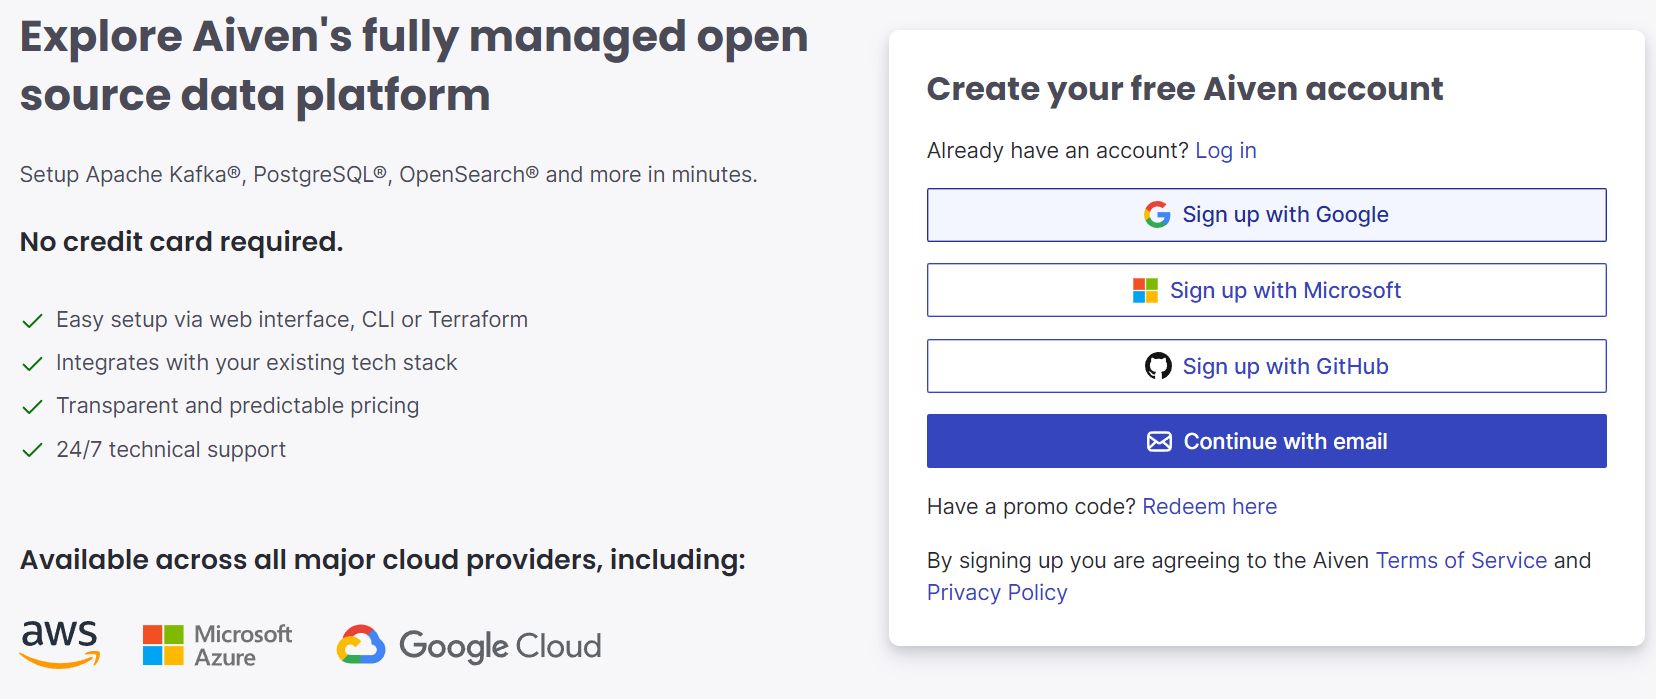 Explore Aiven's fully managed open
source data platform
Setup Apache Kafka®, PostgreSQL®, OpenSearch® and more in minutes.
No credit card required.
Easy setup via web interface, CLI or Terraform
Integrates with your existing tech stack
Transparent and predictable pricing
24/7 technical support
Available across all major cloud providers, including:
aws
Microsoft
Azure
Google Cloud
Create your free Aiven account
Already have an account? Log in
Sign up with Google
Sign up with Microsoft
Sign up with GitHub
Continue with email
Have a promo code? Redeem here
By signing up you are agreeing to the Aiven Terms of Service and
Privacy Policy